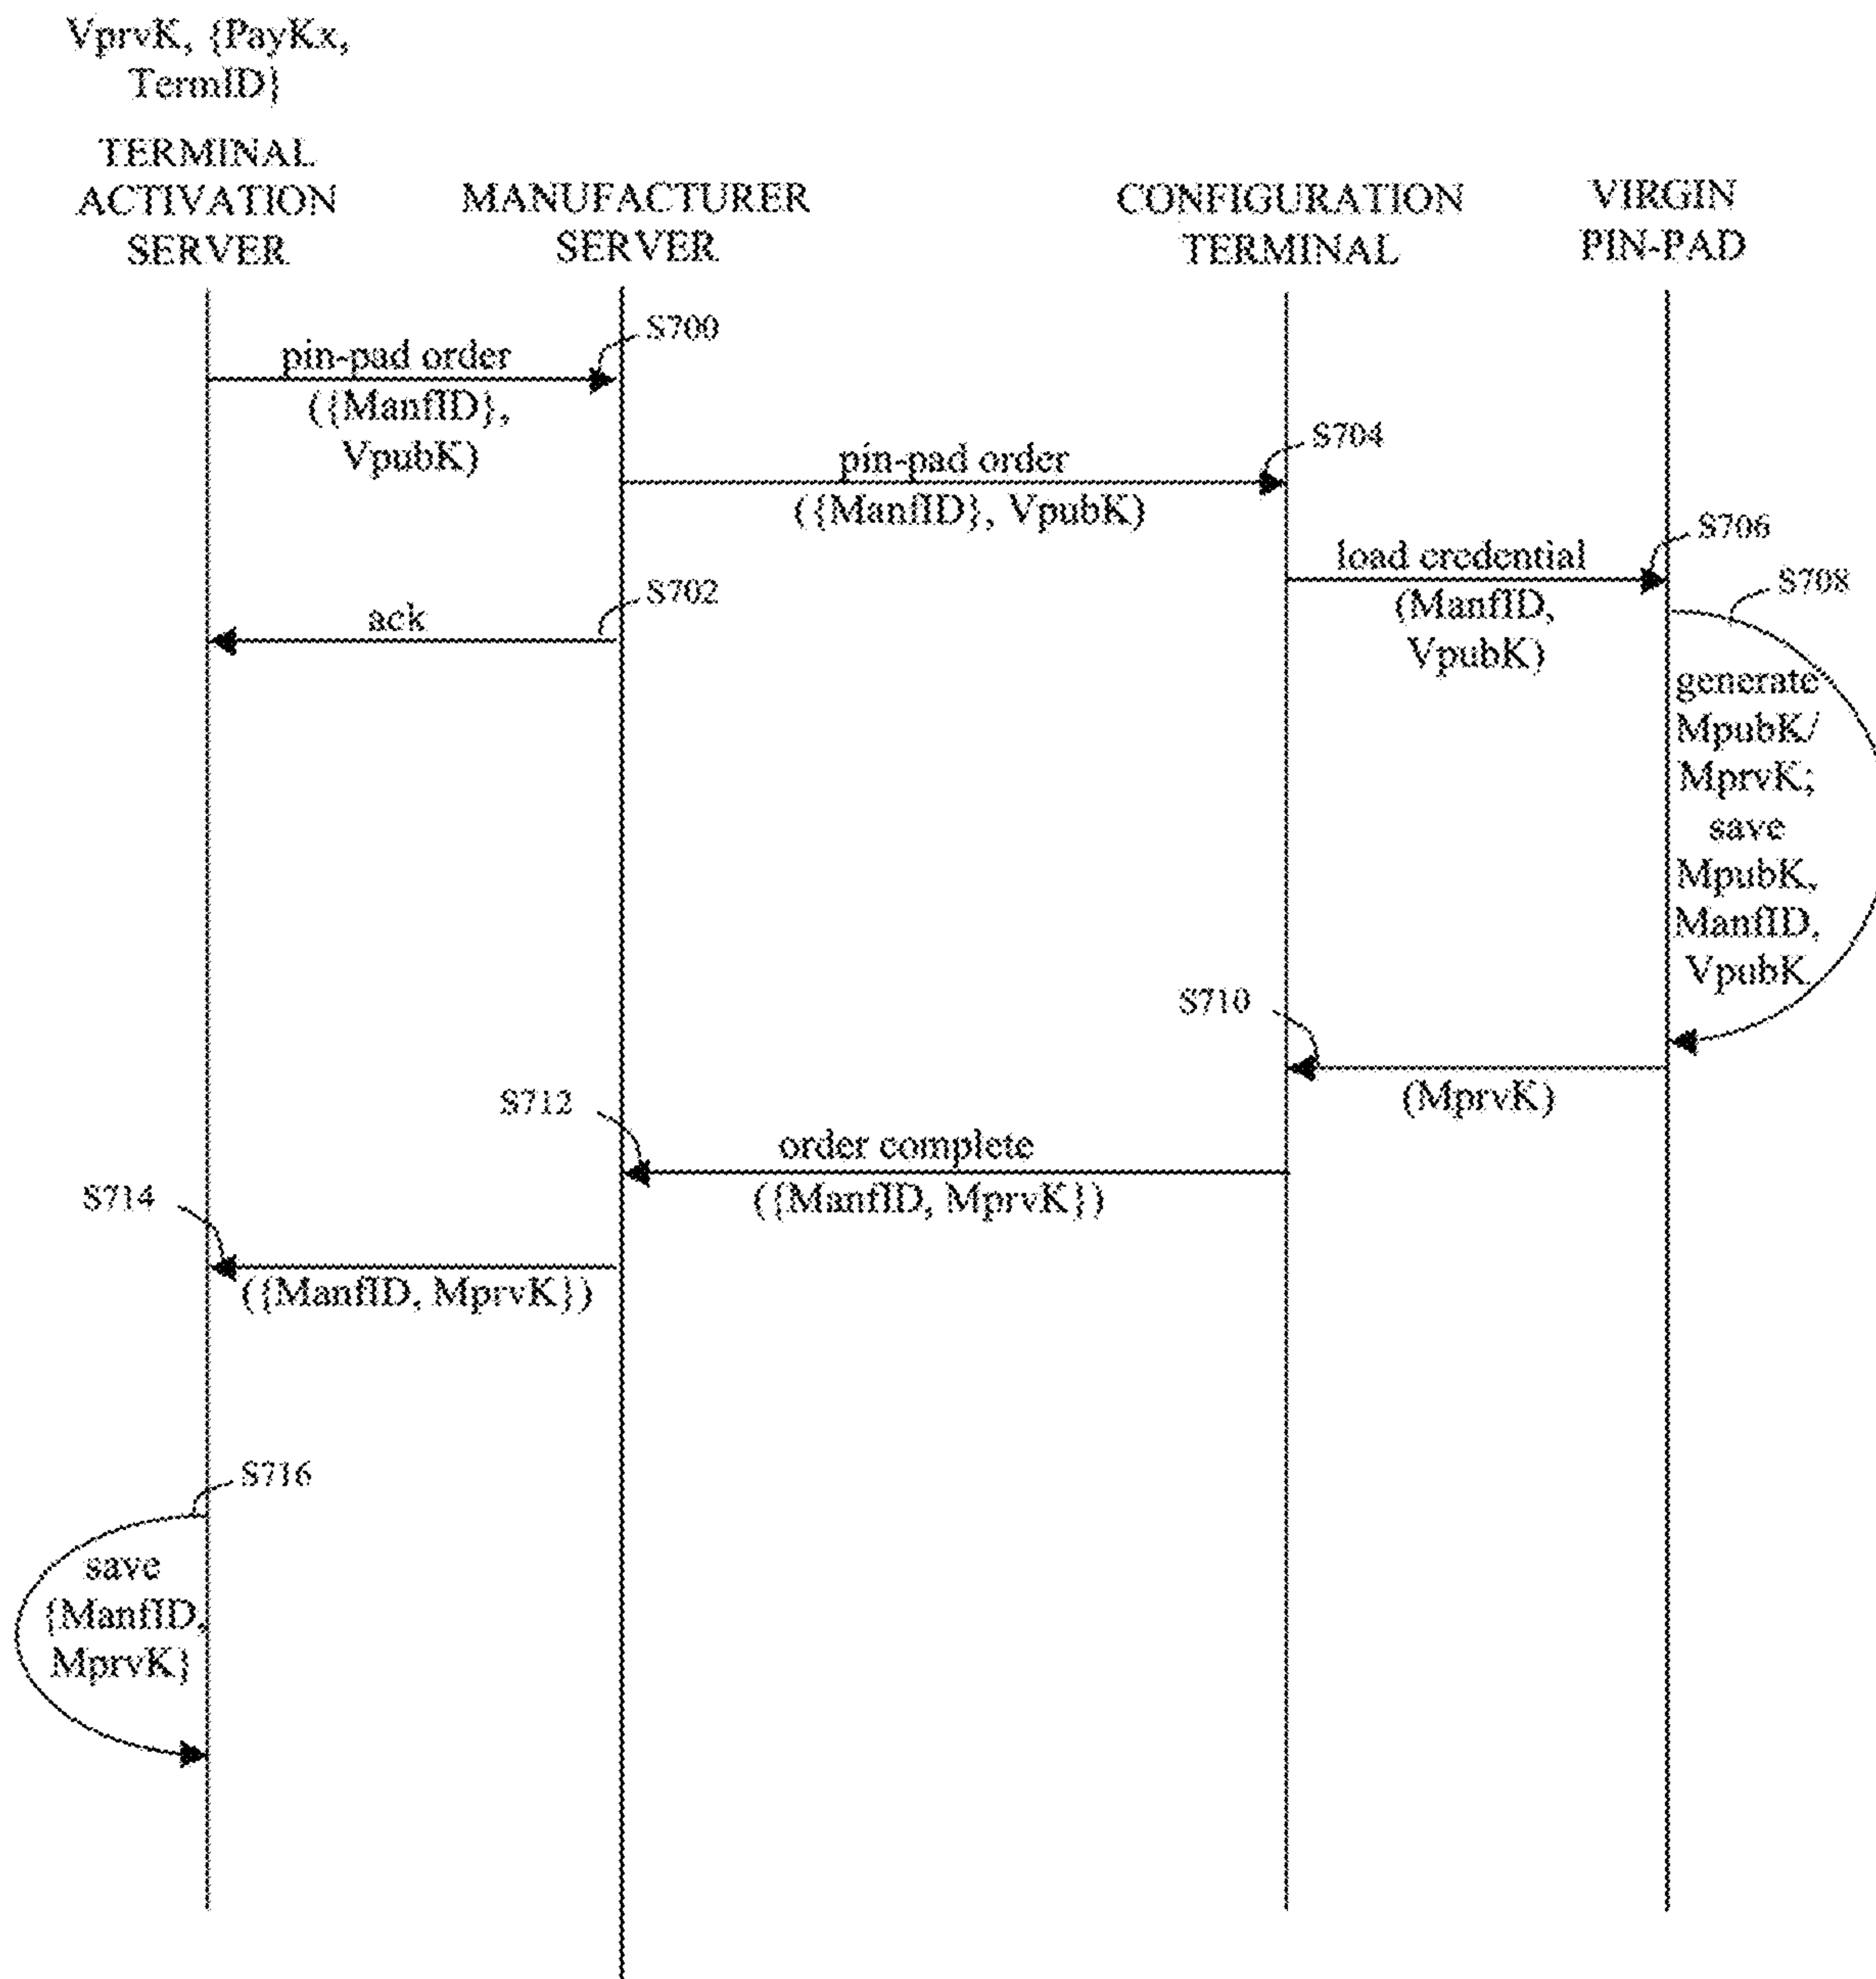 VprvK, {PayKx,
TermID}
TERMINAL
ACTIVATION
SERVER
MANUFACTURER
SERVER
CONFIGURATION
TERMINAL
VIRGIN
PIN-PAD
S700
pin-pad order
({ManfID},
VpubK)
S704
pin-pad order
({ManfID}, VpubK)
S706
load credential
(ManfID,
VpubK)
S702
ack
S708
generate
MpubK/
MprvK;
save
MpubK,
ManfID,
VpubK
S710
(MprvK)
S712
order complete
({ManfID, MprvK})
S714
({ManfID, MprvK})
S716
save
{ManfID,
MprvK}